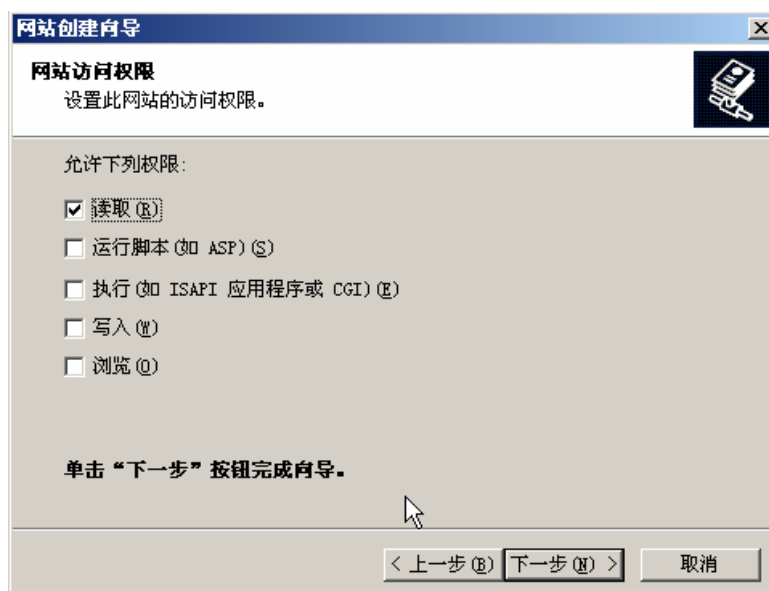 网站创建向导
网站访问权限
设置此网站的访问权限。
允许下列权限:
读取(R)
运行脚本(如 ASP)(S)
执行(如 ISAPI 应用程序或 CGI)(E)
写入(W)
浏览(O)
单击“下一步”按钮完成向导。
< 上一步(B) 下一步(N) > 取消